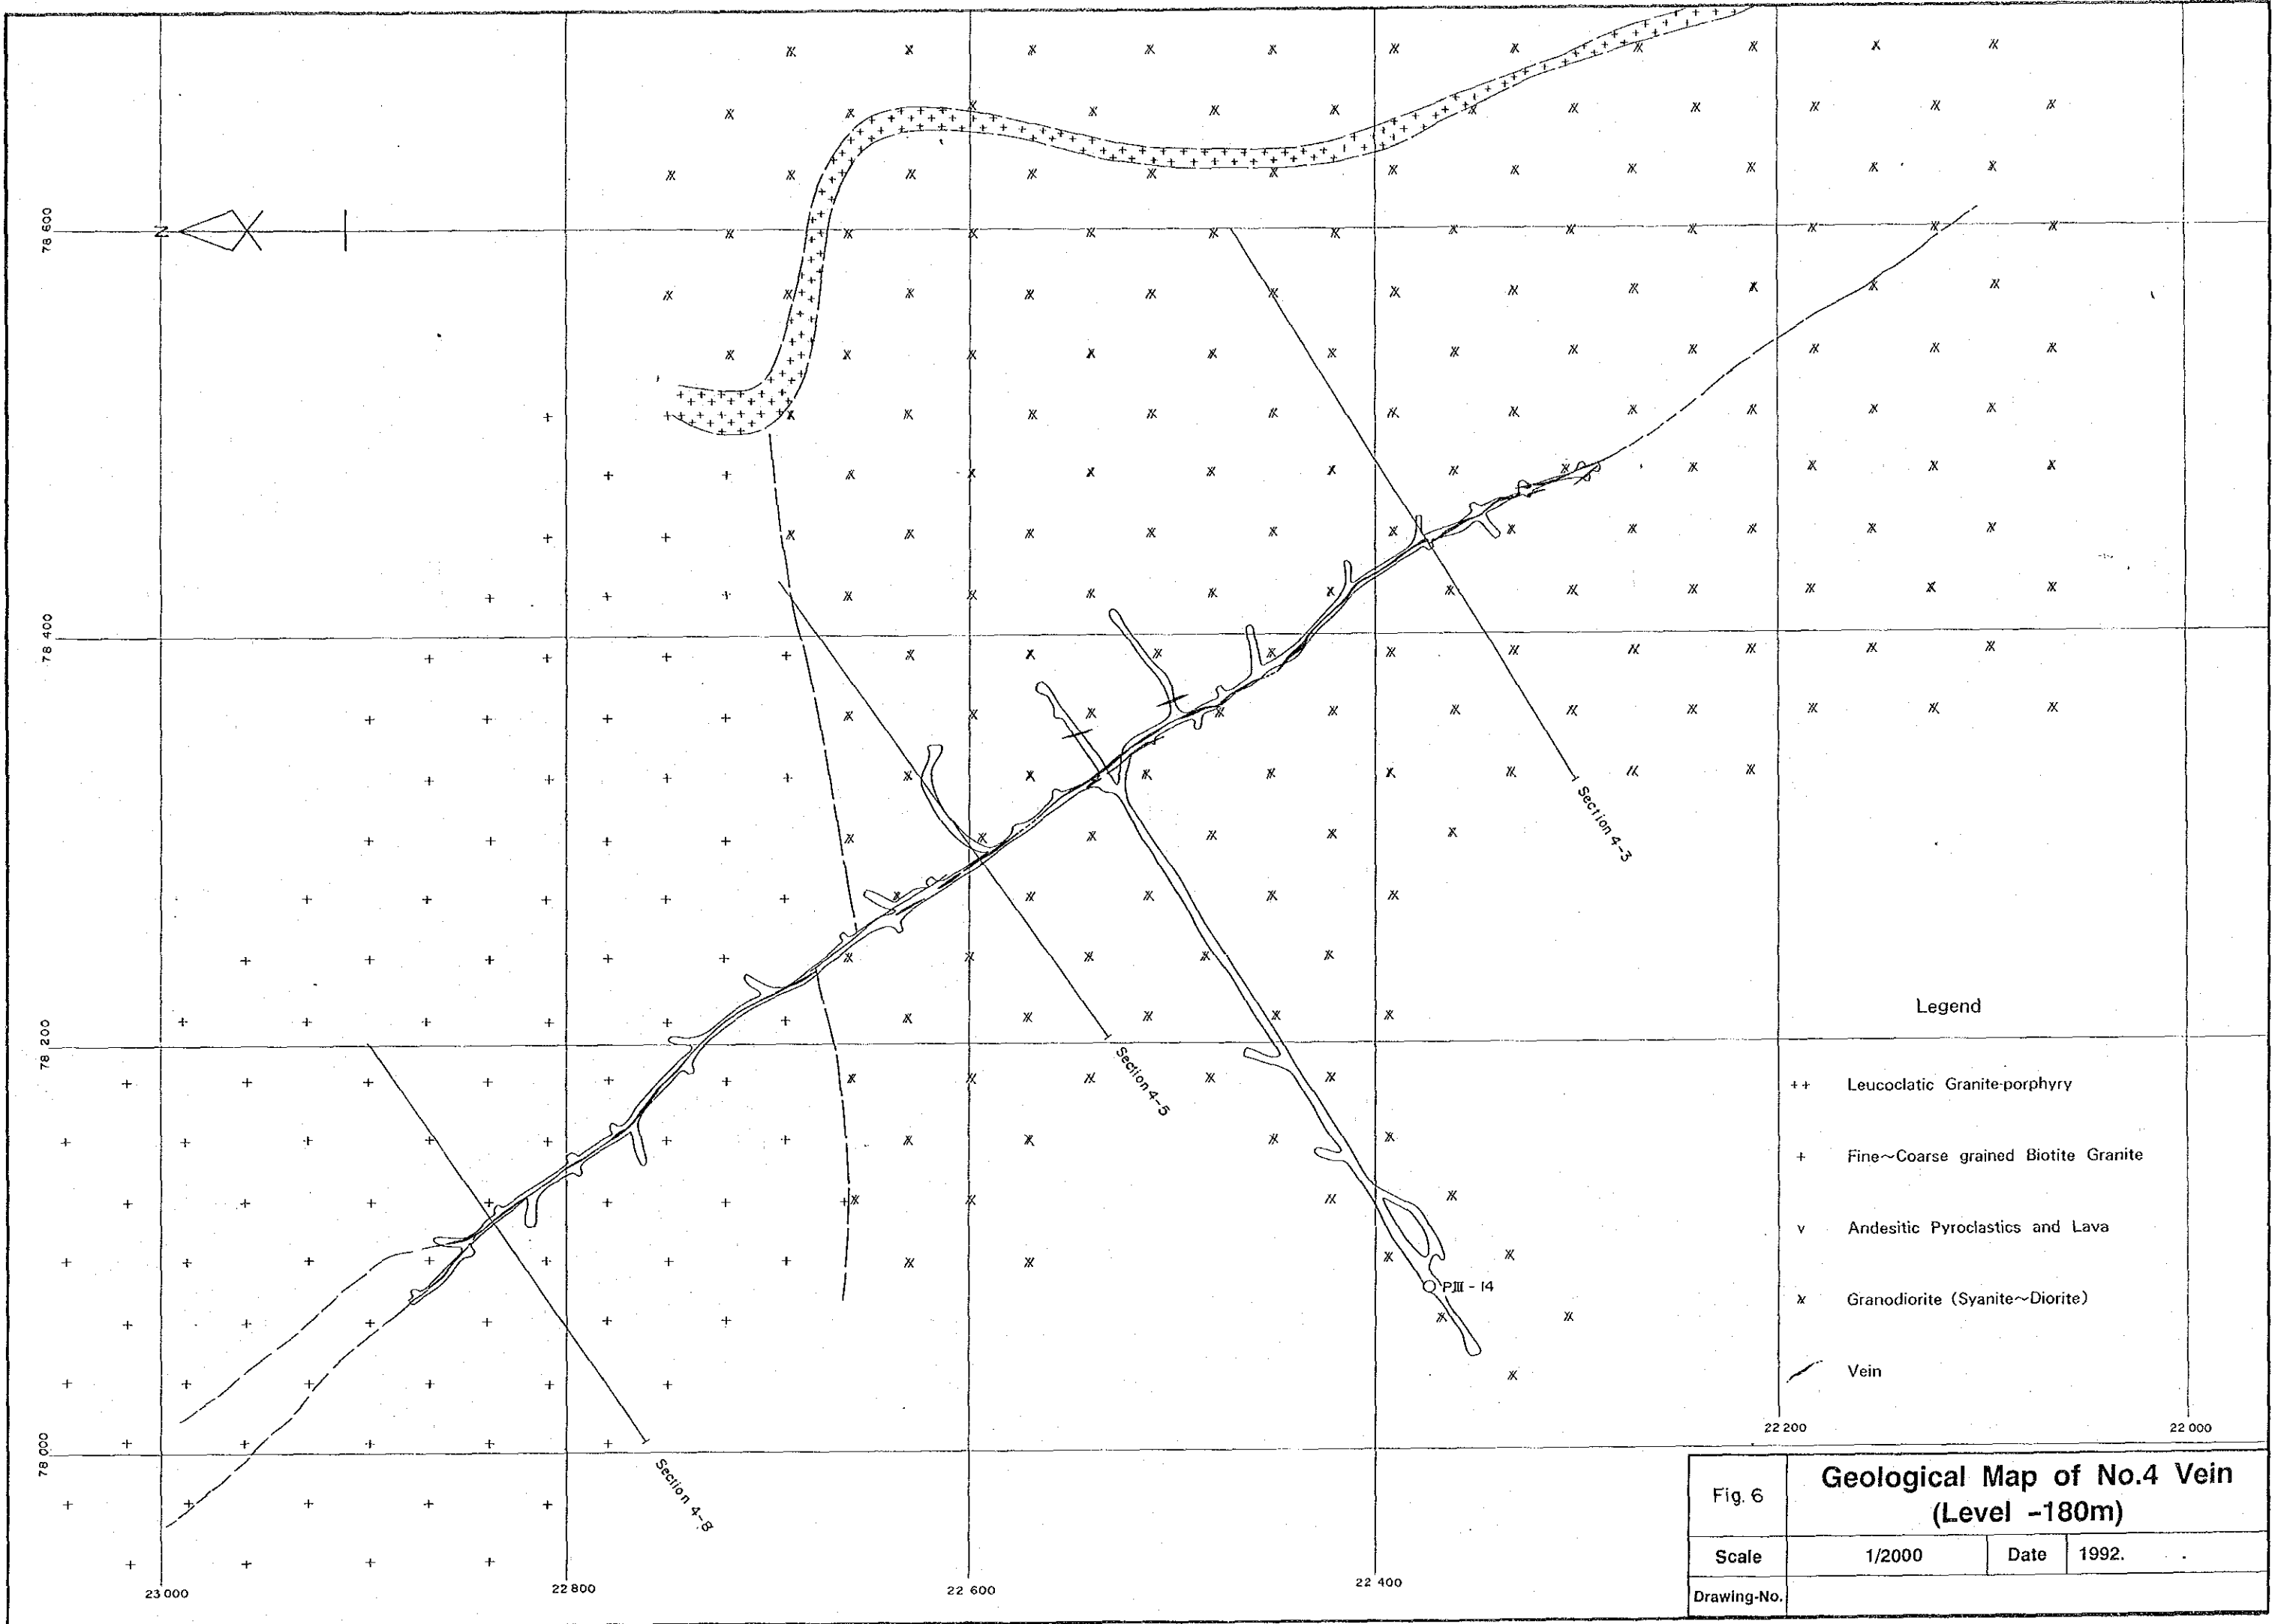 78 600
N
78 400
Section 4-3
78 200
Section 4-5
Legend
++ Leucoclatic Granite-porphyry
+ Fine~Coarse grained Biotite Granite
v Andesitic Pyroclastics and Lava
x Granodiorite (Syanite~Diorite)
Vein
PⅢ - 14
78 000
Section 4-8
22 200
22 000
23 000
22 800
22 600
22 400
Fig. 6
Geological Map of No.4 Vein
(Level -180m)
Scale 1/2000 Date 1992. .
Drawing-No.